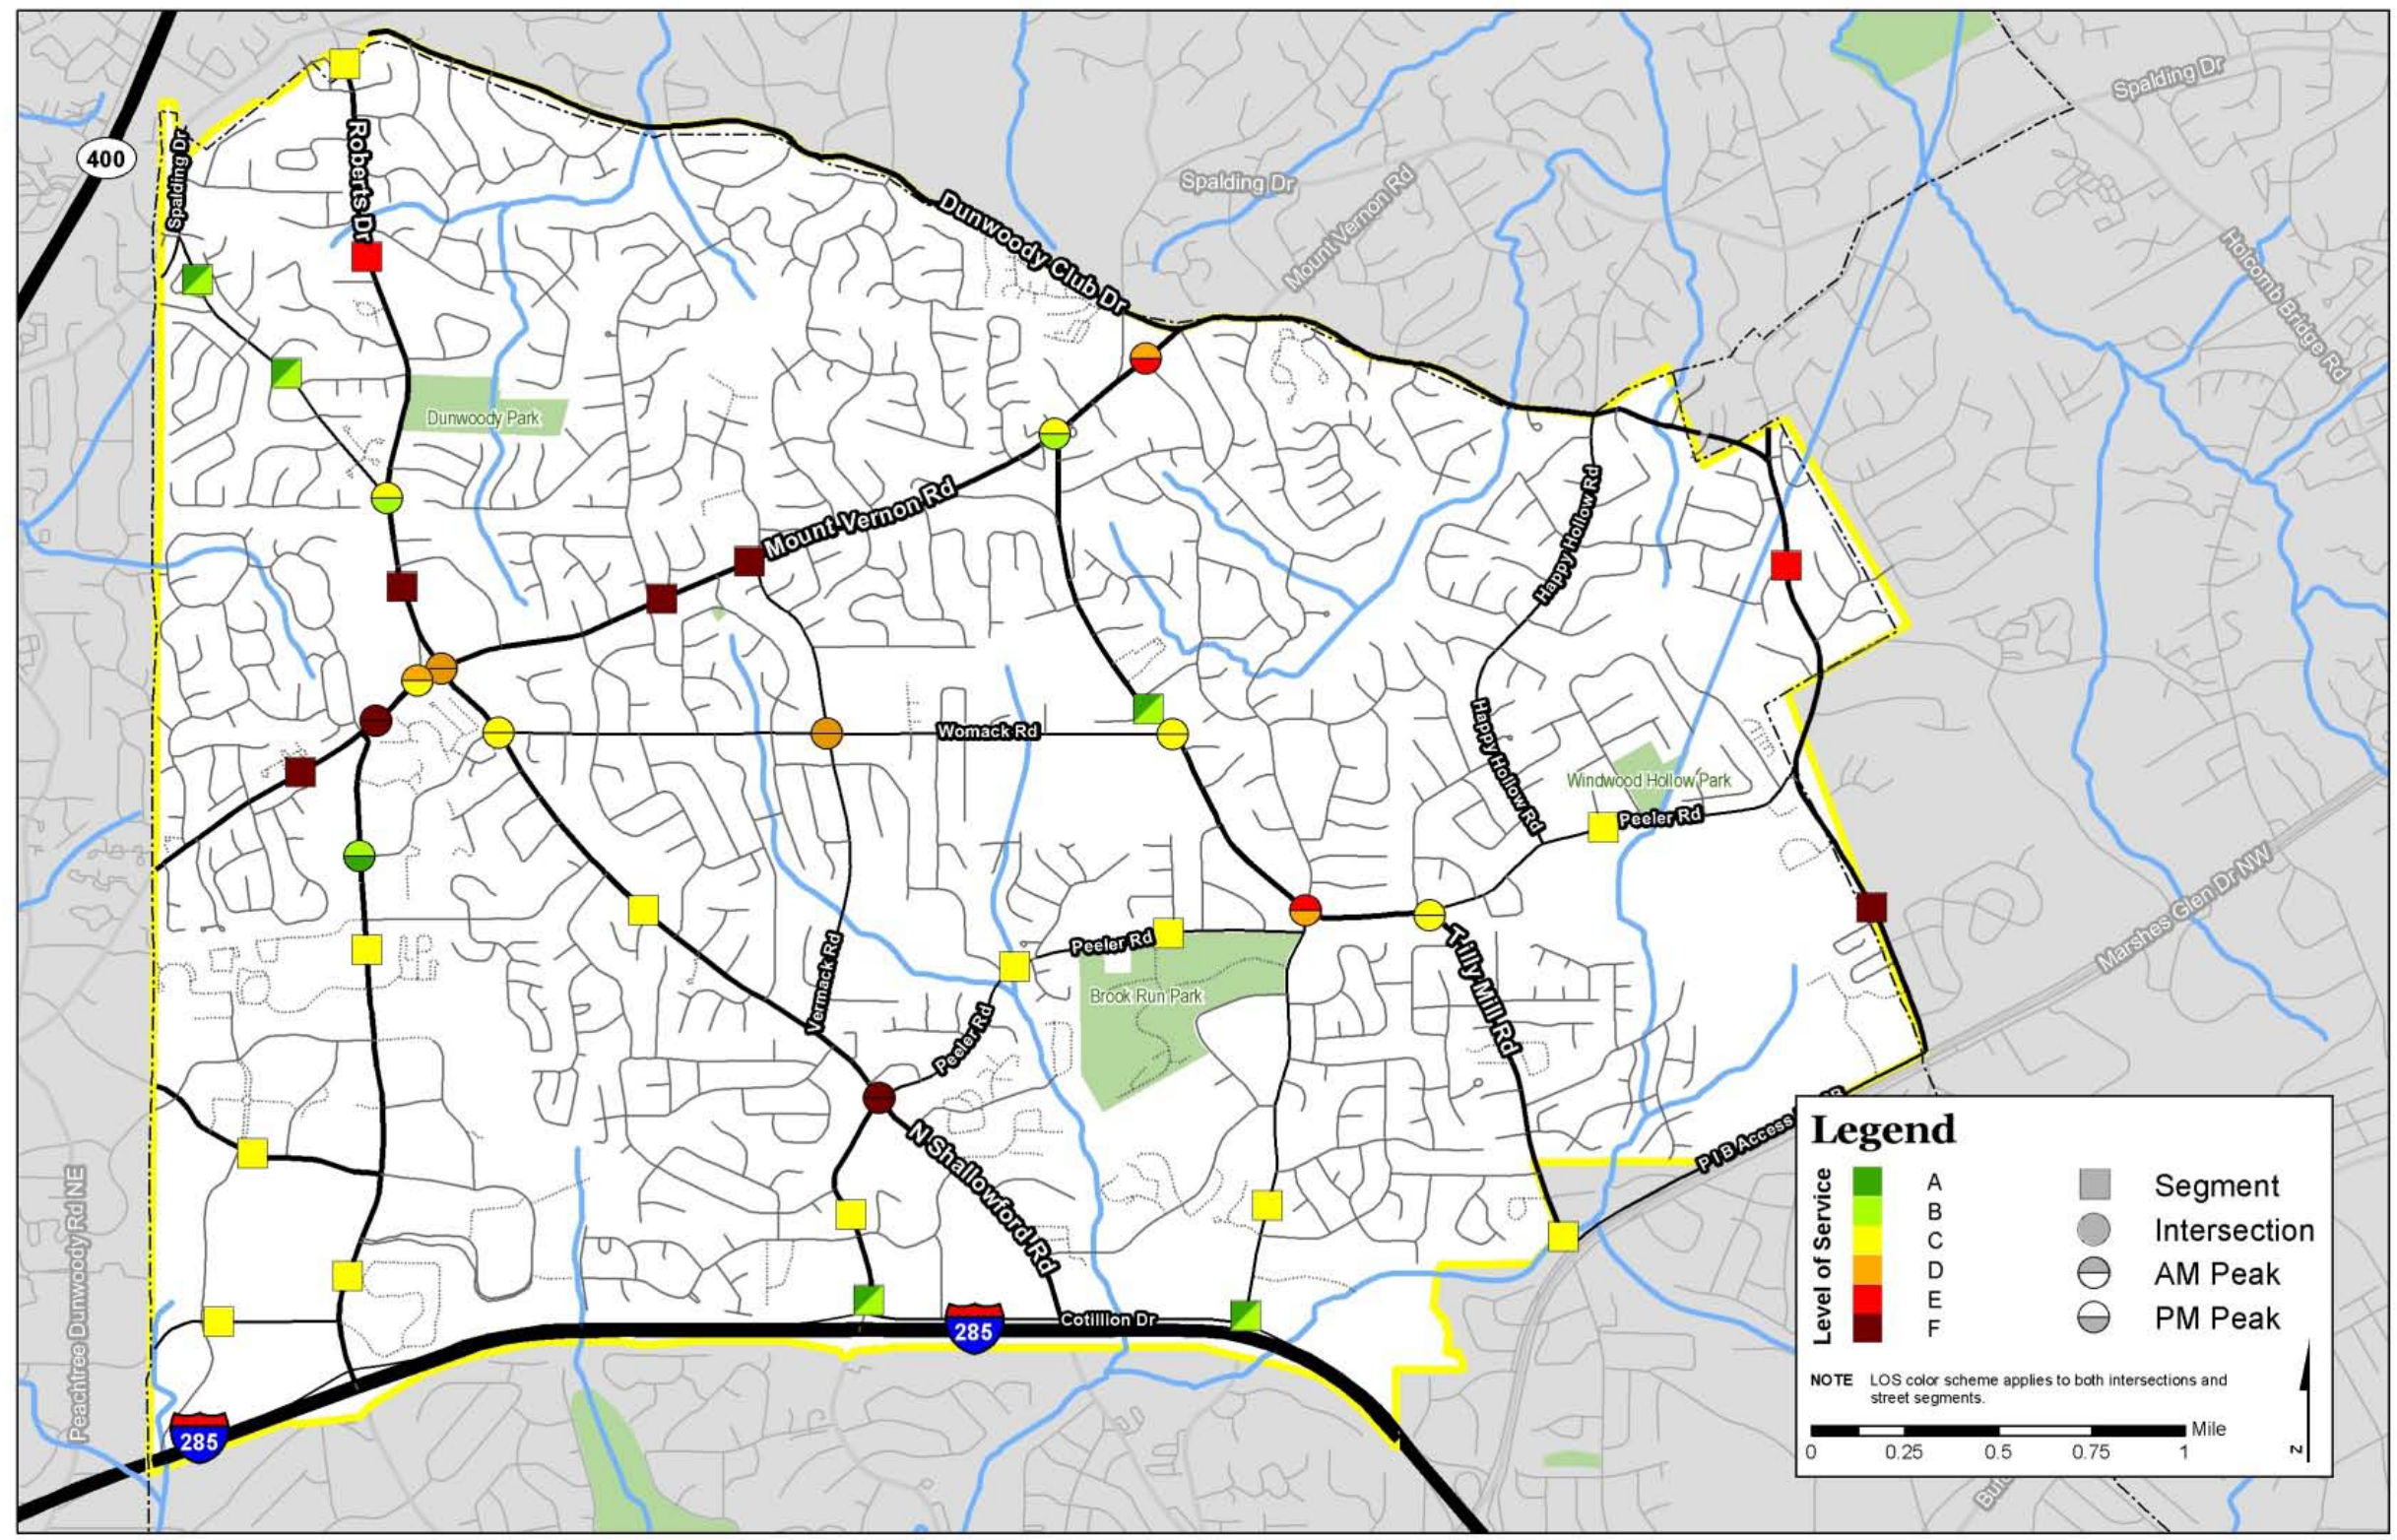 Spalding Dr
400
Spalding Dr
Roberts Dr
Spalding Dr
Mount Vernon Rd
Dunwoody Club Dr
Holcomb Bridge Rd
Dunwoody Park
Mount Vernon Rd
Happy Hollow Rd
Womack Rd
Happy Hollow Rd
Windwood Hollow Park
Peeler Rd
Marshes Glen Dr NW
Vermack Rd
Peeler Rd
Tilly Mill Rd
Brook Run Park
Peeler Rd
N Shallowford Rd
P I B Access
Peachtree Dunwoody Rd NE
Cotillion Dr
285
285
Legend
Level of Service
A
B
C
D
E
F
Segment
Intersection
AM Peak
PM Peak
NOTE LOS color scheme applies to both intersections and
street segments.
Mile
0 0.25 0.5 0.75 1
N